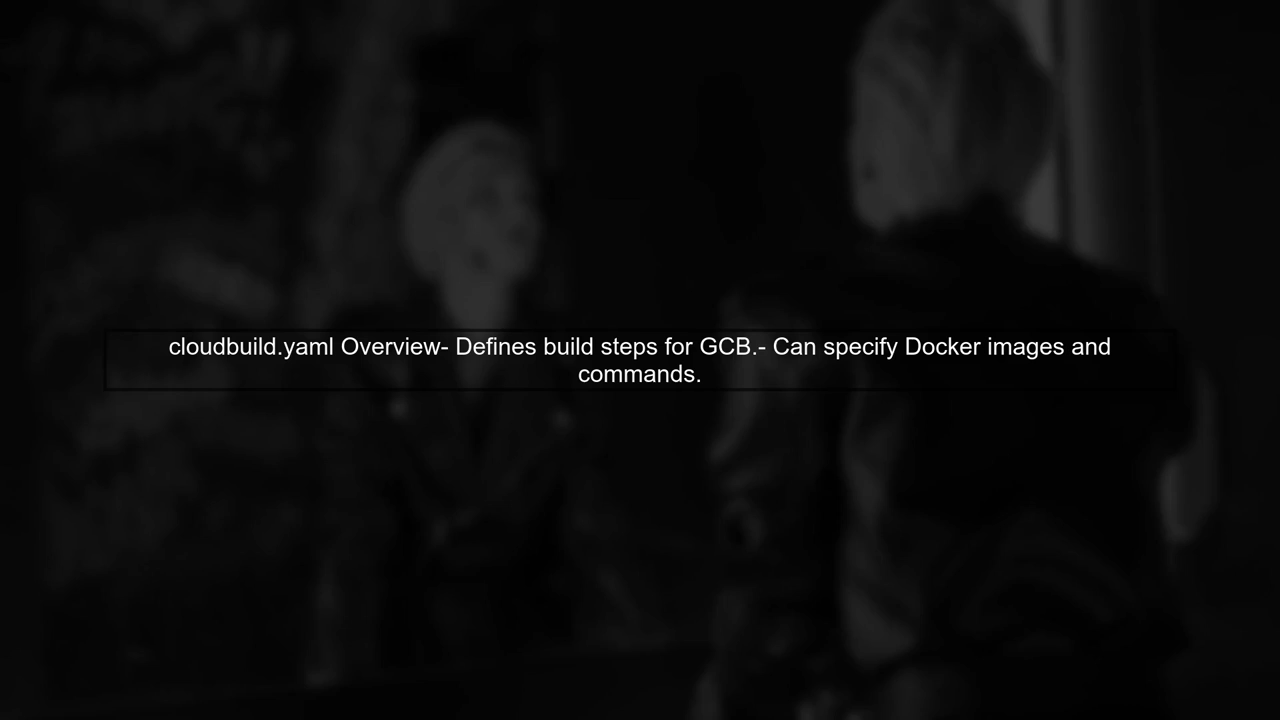 cloudbuild.yaml Overview- Defines build steps for GCB.- Can specify Docker images and
commands.